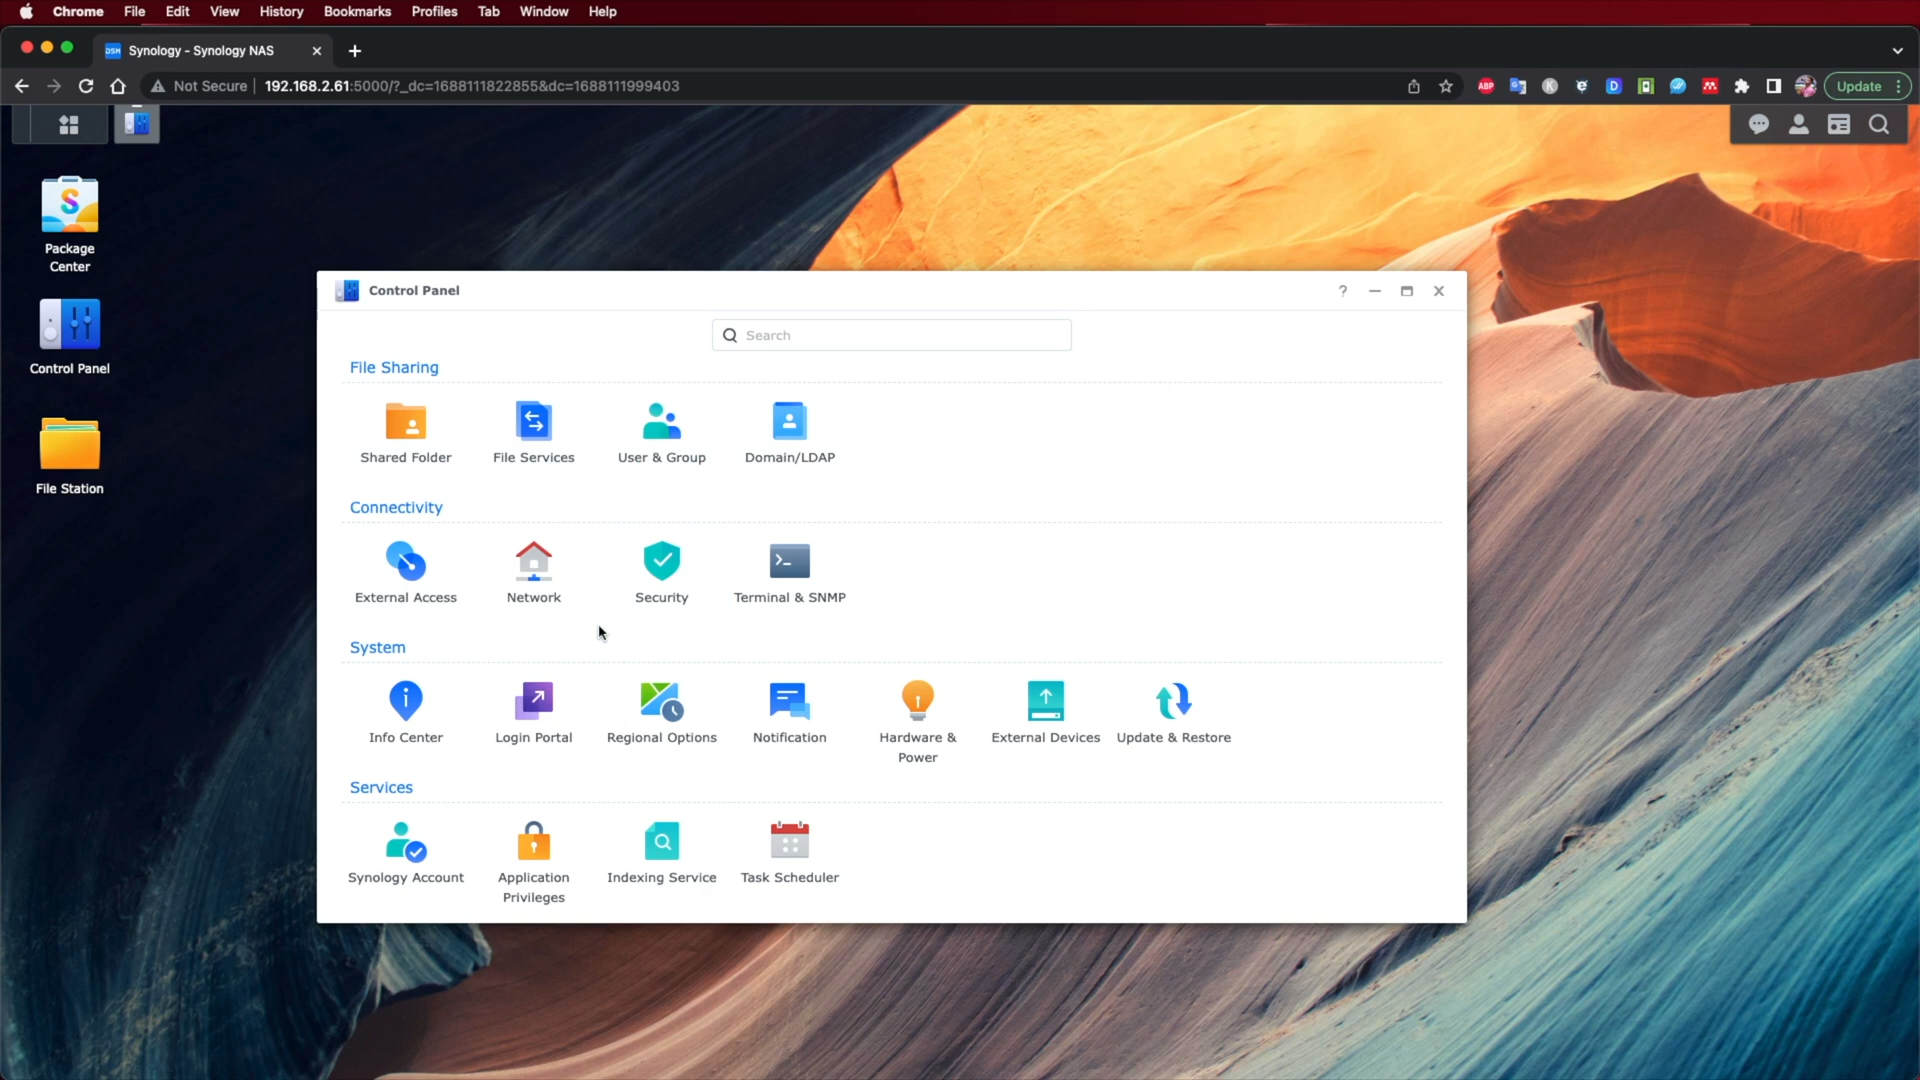 Chrome File Edit View History Bookmarks Profiles Tab Window Help
DSM Synology - Synology NAS
Not Secure 192.168.2.61:5000/?_dc=1688111822855&dc=1688111999403
ABP K D Update
S
Package
Center
Control Panel
File Station
Control Panel ?
Search
File Sharing
Shared Folder File Services User & Group Domain/LDAP
Connectivity
External Access Network Security Terminal & SNMP
System
Info Center Login Portal Regional Options Notification Hardware & External Devices Update & Restore
Power
Services
Synology Account Application Indexing Service Task Scheduler
Privileges